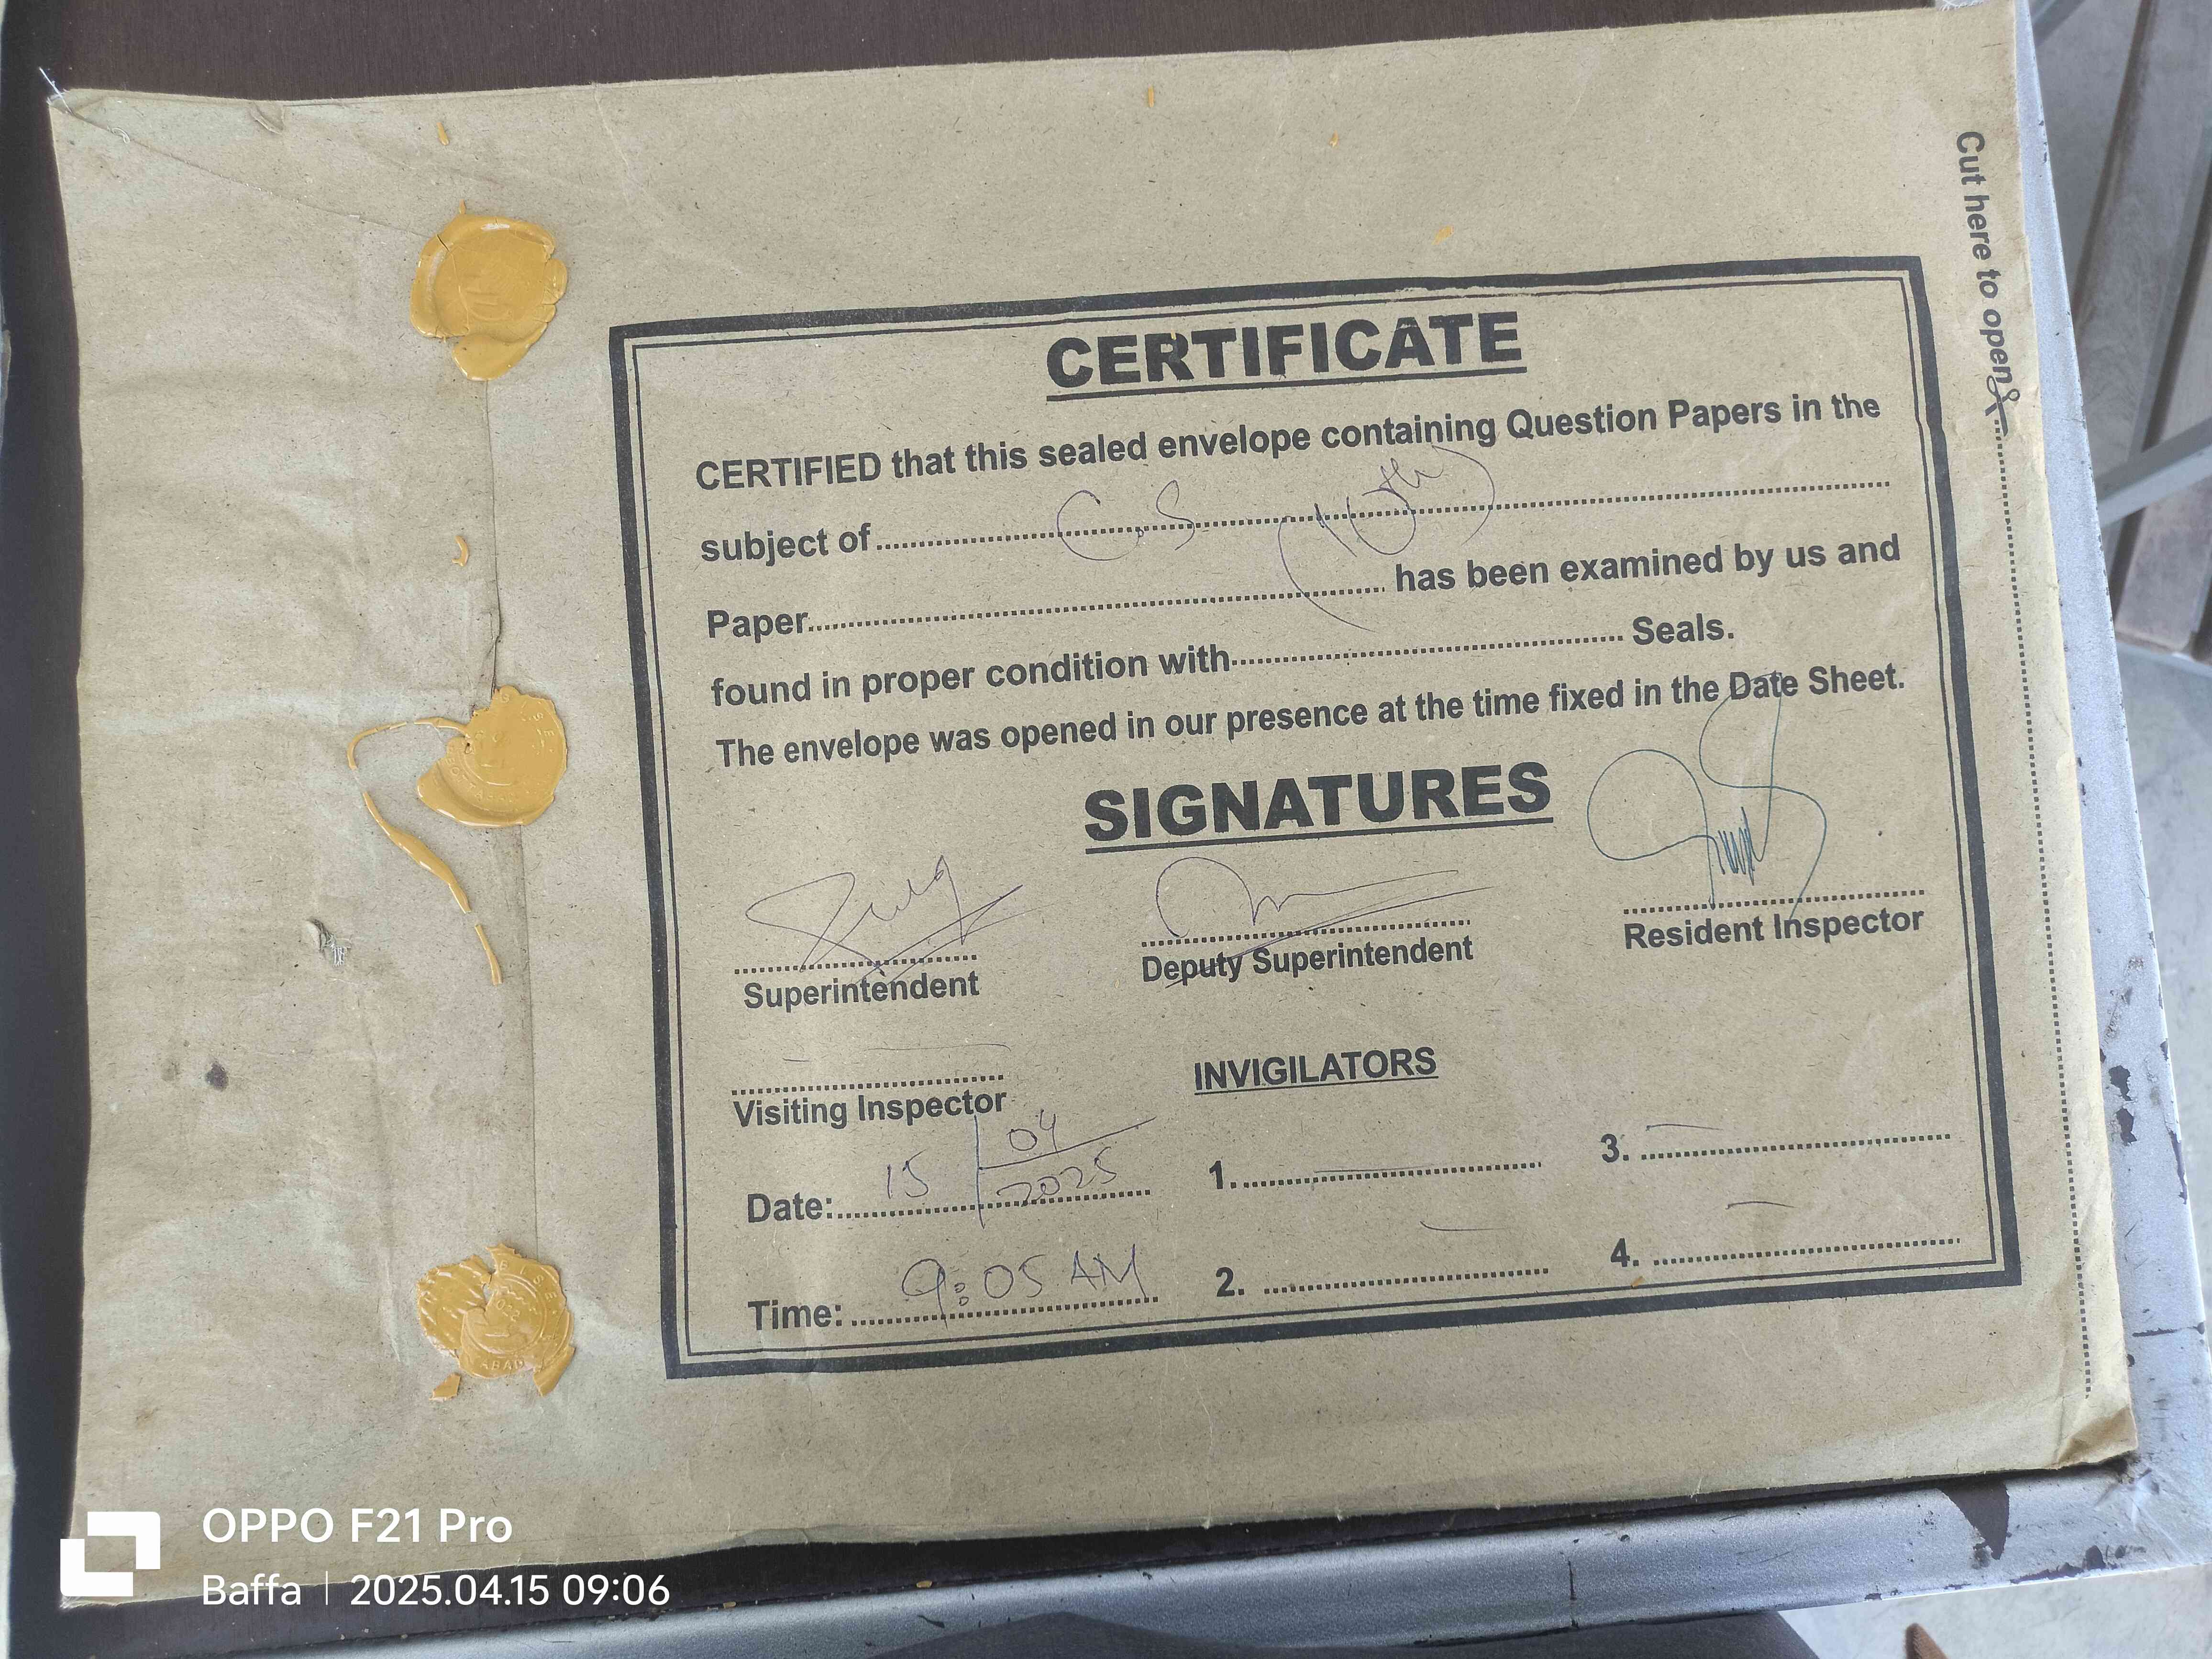 Cut here to open
CERTIFICATE
CERTIFIED that this sealed envelope containing Question Papers in the
subject of C.S (10th)
Paper has been examined by us and
found in proper condition with Seals.
The envelope was opened in our presence at the time fixed in the Date Sheet.
SIGNATURES
Superintendent Deputy Superintendent Resident Inspector
Visiting Inspector INVIGILATORS
Date: 15 | 04 / 2025 1. 3.
Time: 9:05 AM 2. 4.
OPPO F21 Pro
Baffa | 2025.04.15 09:06